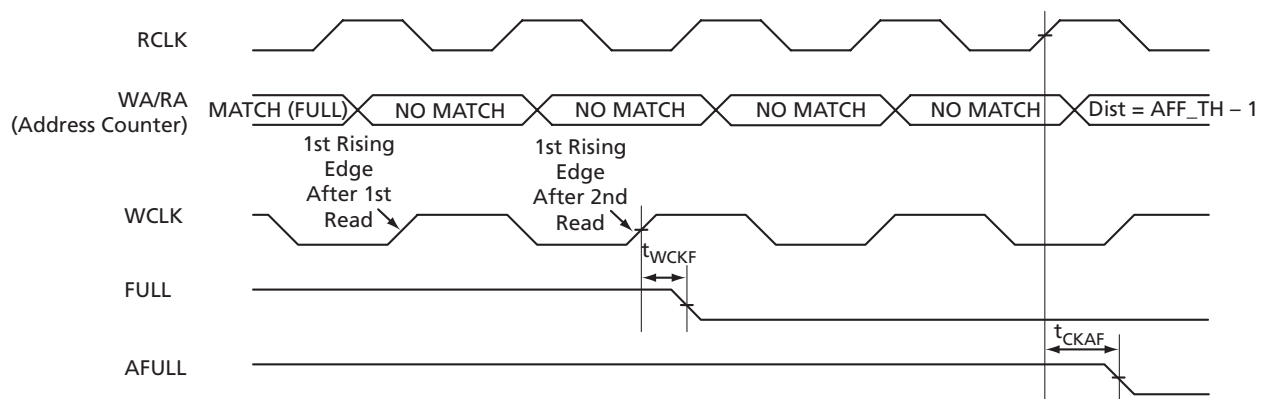 RCLK
WA/RA
(Address Counter)
MATCH (FULL)
NO MATCH
NO MATCH
NO MATCH
NO MATCH
Dist = AFF_TH – 1
1st Rising
Edge
After 1st
Read
1st Rising
Edge
After 2nd
Read
WCLK
tWCKF
FULL
tCKAF
AFULL